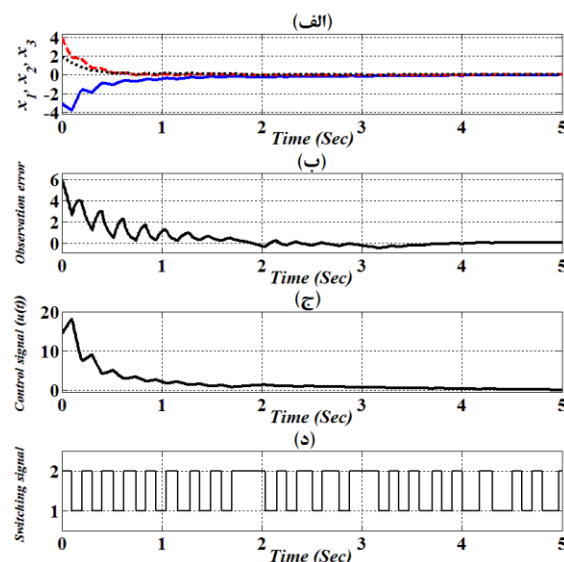 (الف)
x1, x2, x3
4
2
0
-2
-4
0 1 2 3 4 5
Time (Sec)
(ب)
Observation error
6
4
2
0
0 1 2 3 4 5
Time (Sec)
(ج)
Control signal (u(t))
20
10
0
0 1 2 3 4 5
Time (Sec)
(د)
Switching signal
2
1
0 1 2 3 4 5
Time (Sec)